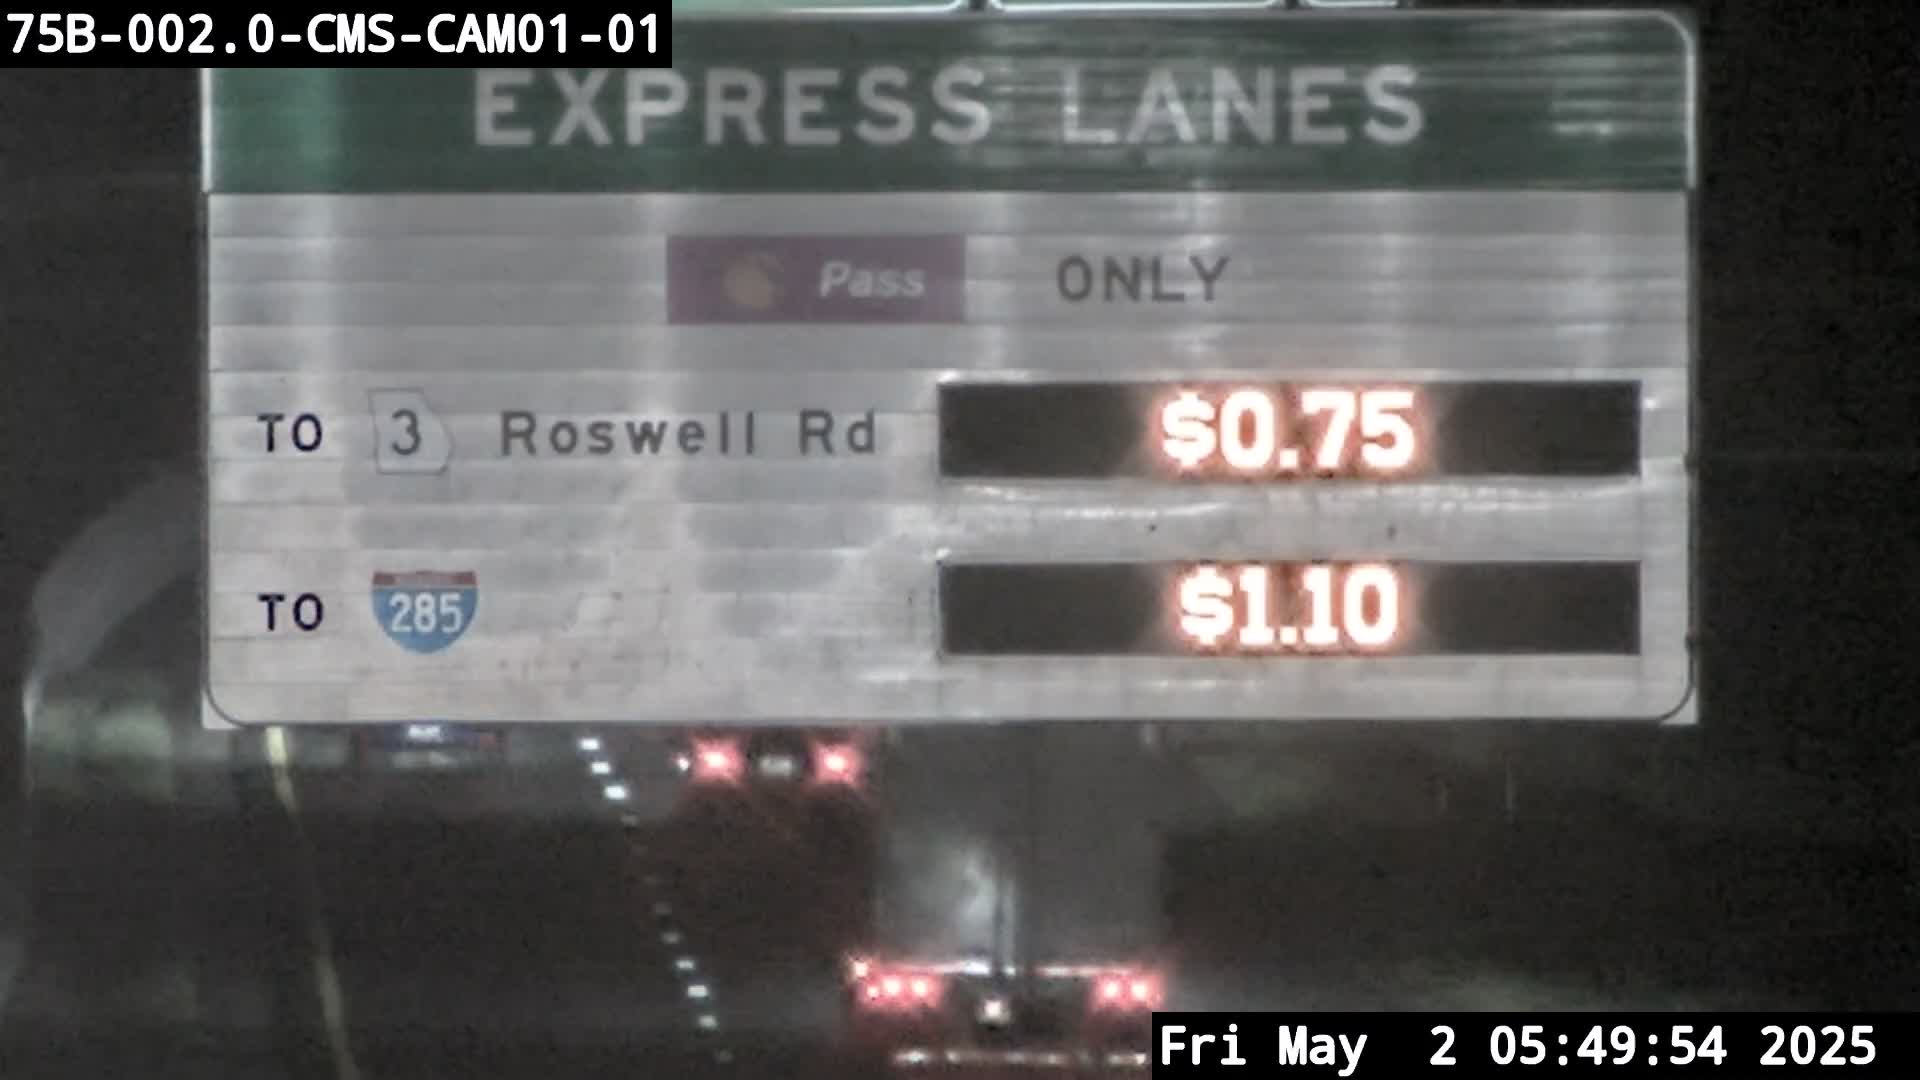 75B-002.0-CMS-CAM01-01
EXPRESS LANES
Pass ONLY
TO 3 Roswell Rd $0.75
TO 285 $1.10
Fri May 2 05:49:54 2025